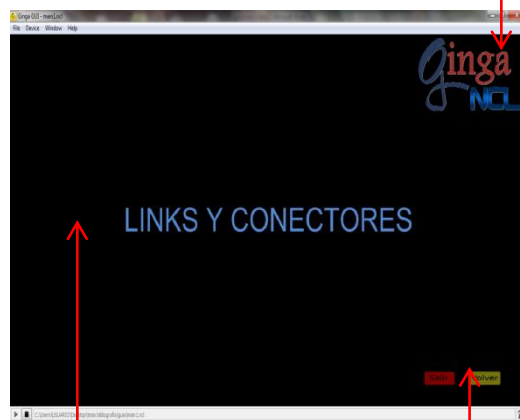 Ginga GUI - main1.ncl
File Device Window Help
Ginga
NCL
LINKS Y CONECTORES
Salir Volver